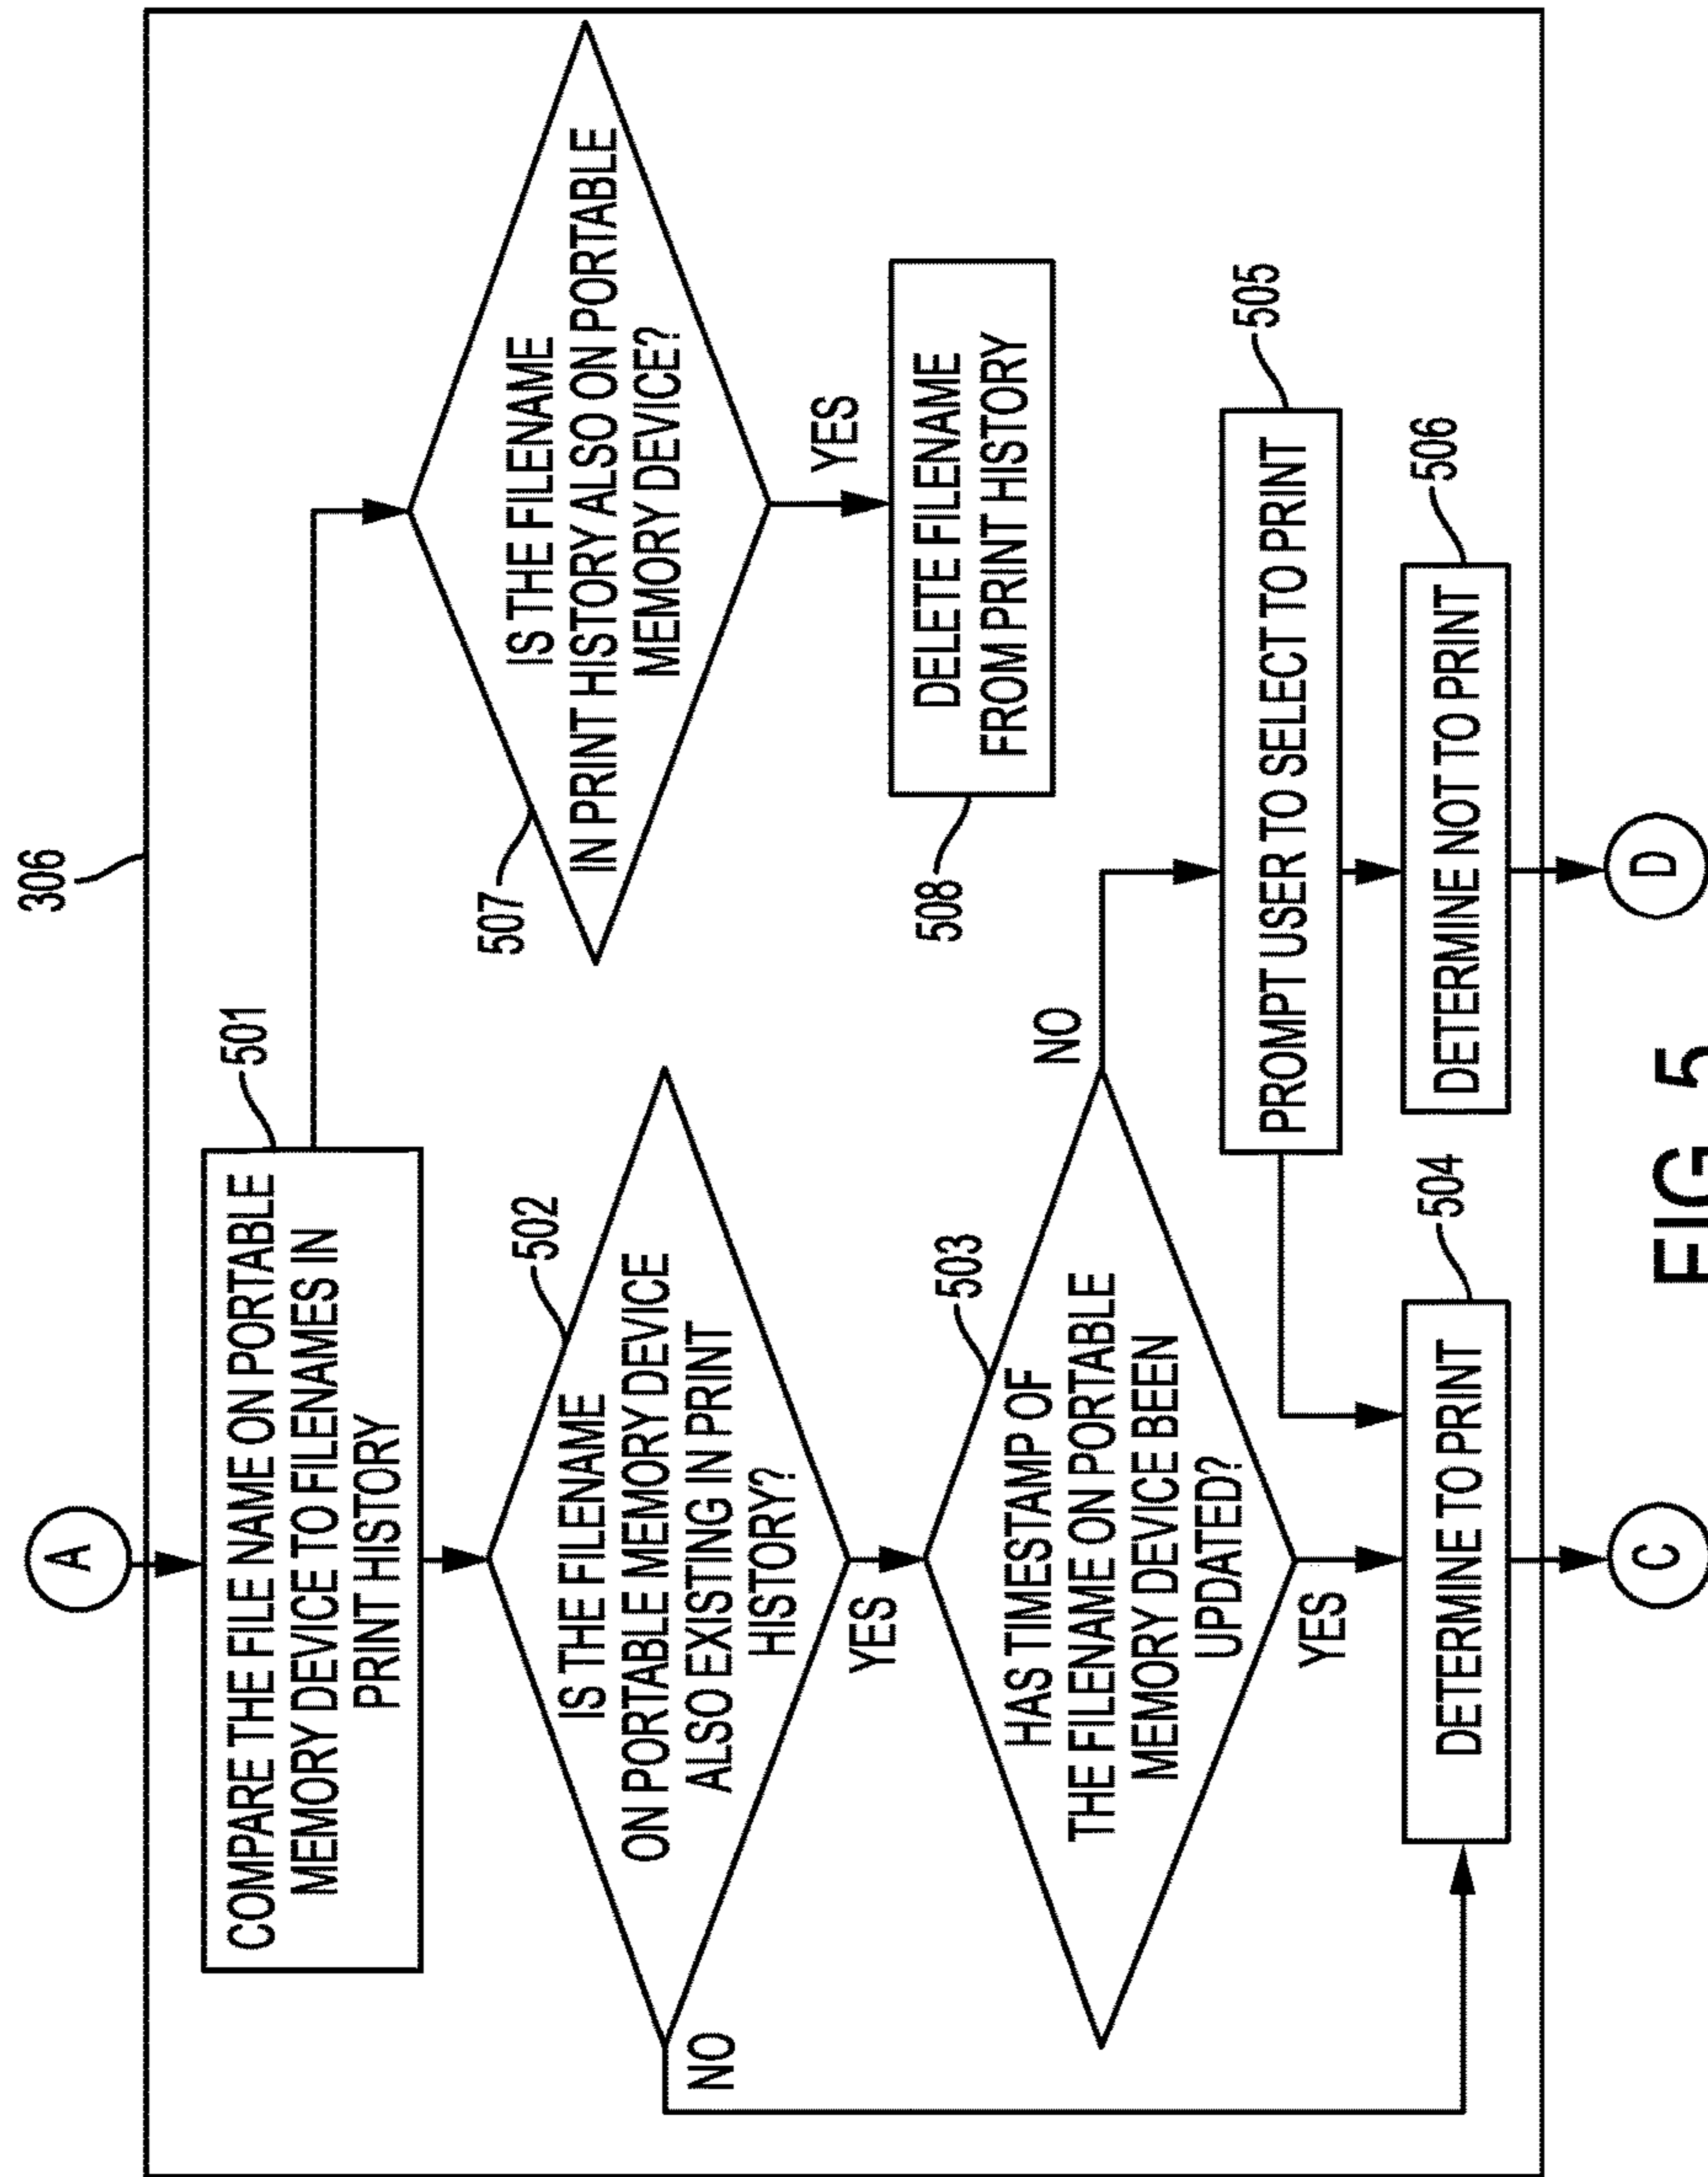 306
A
COMPARE THE FILE NAME ON PORTABLE
MEMORY DEVICE TO FILENAMES IN
PRINT HISTORY
501
IS THE FILENAME
ON PORTABLE MEMORY DEVICE
ALSO EXISTING IN PRINT
HISTORY?
502
NO
YES
HAS TIMESTAMP OF
THE FILENAME ON PORTABLE
MEMORY DEVICE BEEN
UPDATED?
503
NO
YES
DETERMINE TO PRINT
504
C
IS THE FILENAME
IN PRINT HISTORY ALSO ON PORTABLE
MEMORY DEVICE?
507
YES
DELETE FILENAME
FROM PRINT HISTORY
508
PROMPT USER TO SELECT TO PRINT
505
DETERMINE NOT TO PRINT
506
D
FIG. 5